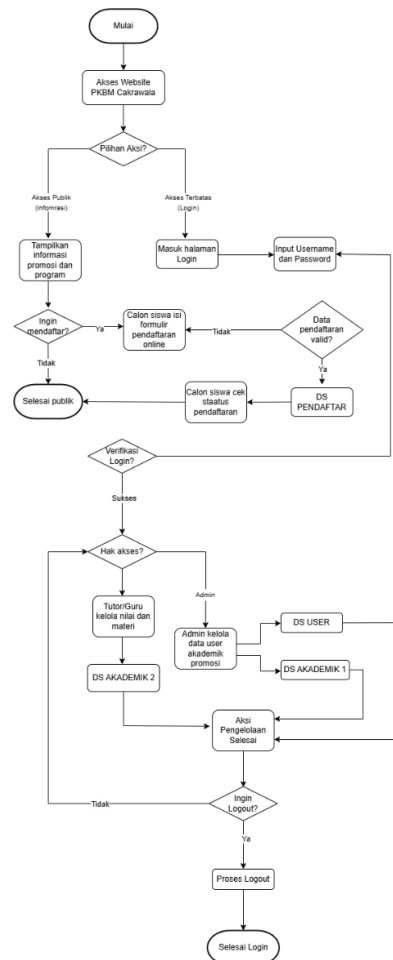 Mulai
Akses Website
PKBM Cakrawala
Pilihan Aksi?
Akses Publik
(infomrasi)
Akses Terbatas
(Login)
Tampilkan
informasi
promosi dan
program
Masuk halaman
Login
Input Username
dan Password
Ingin
mendaftar?
Ya
Calon siswa isi
formulir
pendaftaran
online
Tidak
Data
pendaftaran
valid?
Tidak
Ya
Selesai publik
Calon siswa cek
staatus
pendaftaran
DS
PENDAFTAR
Verifikasi
Login?
Sukses
Hak akses?
Admin
Tutor/Guru
kelola nilai dan
materi
Admin kelola
data user
akademik
promosi
DS USER
DS AKADEMIK 2
DS AKADEMIK 1
Aksi
Pengelolaan
Selesai
Tidak
Ingin
Logout?
Ya
Proses Logout
Selesai Login